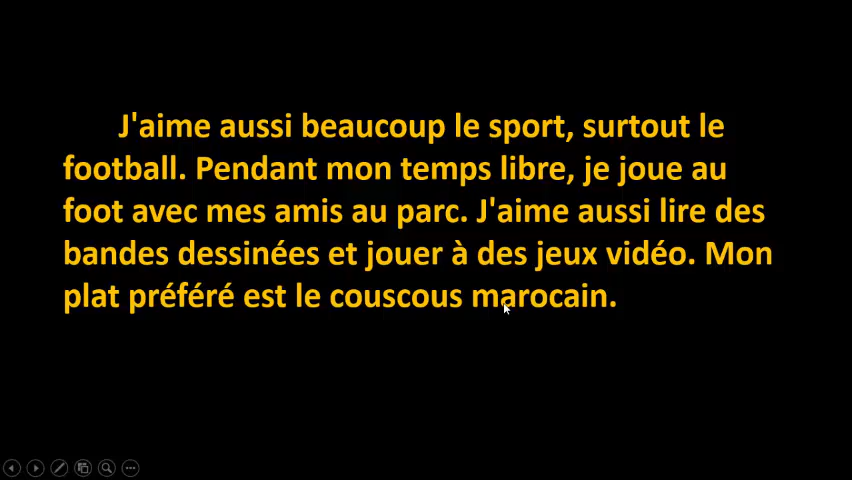 J'aime aussi beaucoup le sport, surtout le
football. Pendant mon temps libre, je joue au
foot avec mes amis au parc. J'aime aussi lire des
bandes dessinées et jouer à des jeux vidéo. Mon
plat préféré est le couscous marocain.